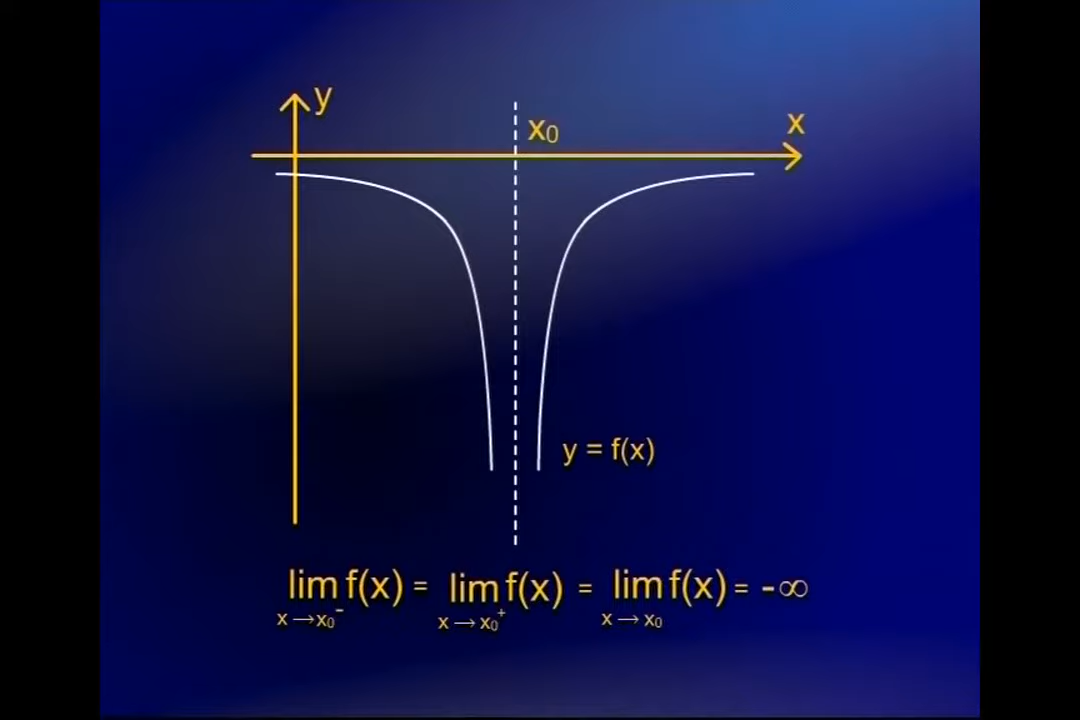 y
x₀
x
y = f(x)
lim f(x) = lim f(x) = lim f(x) = -∞
x → x₀⁻ x → x₀⁺ x → x₀